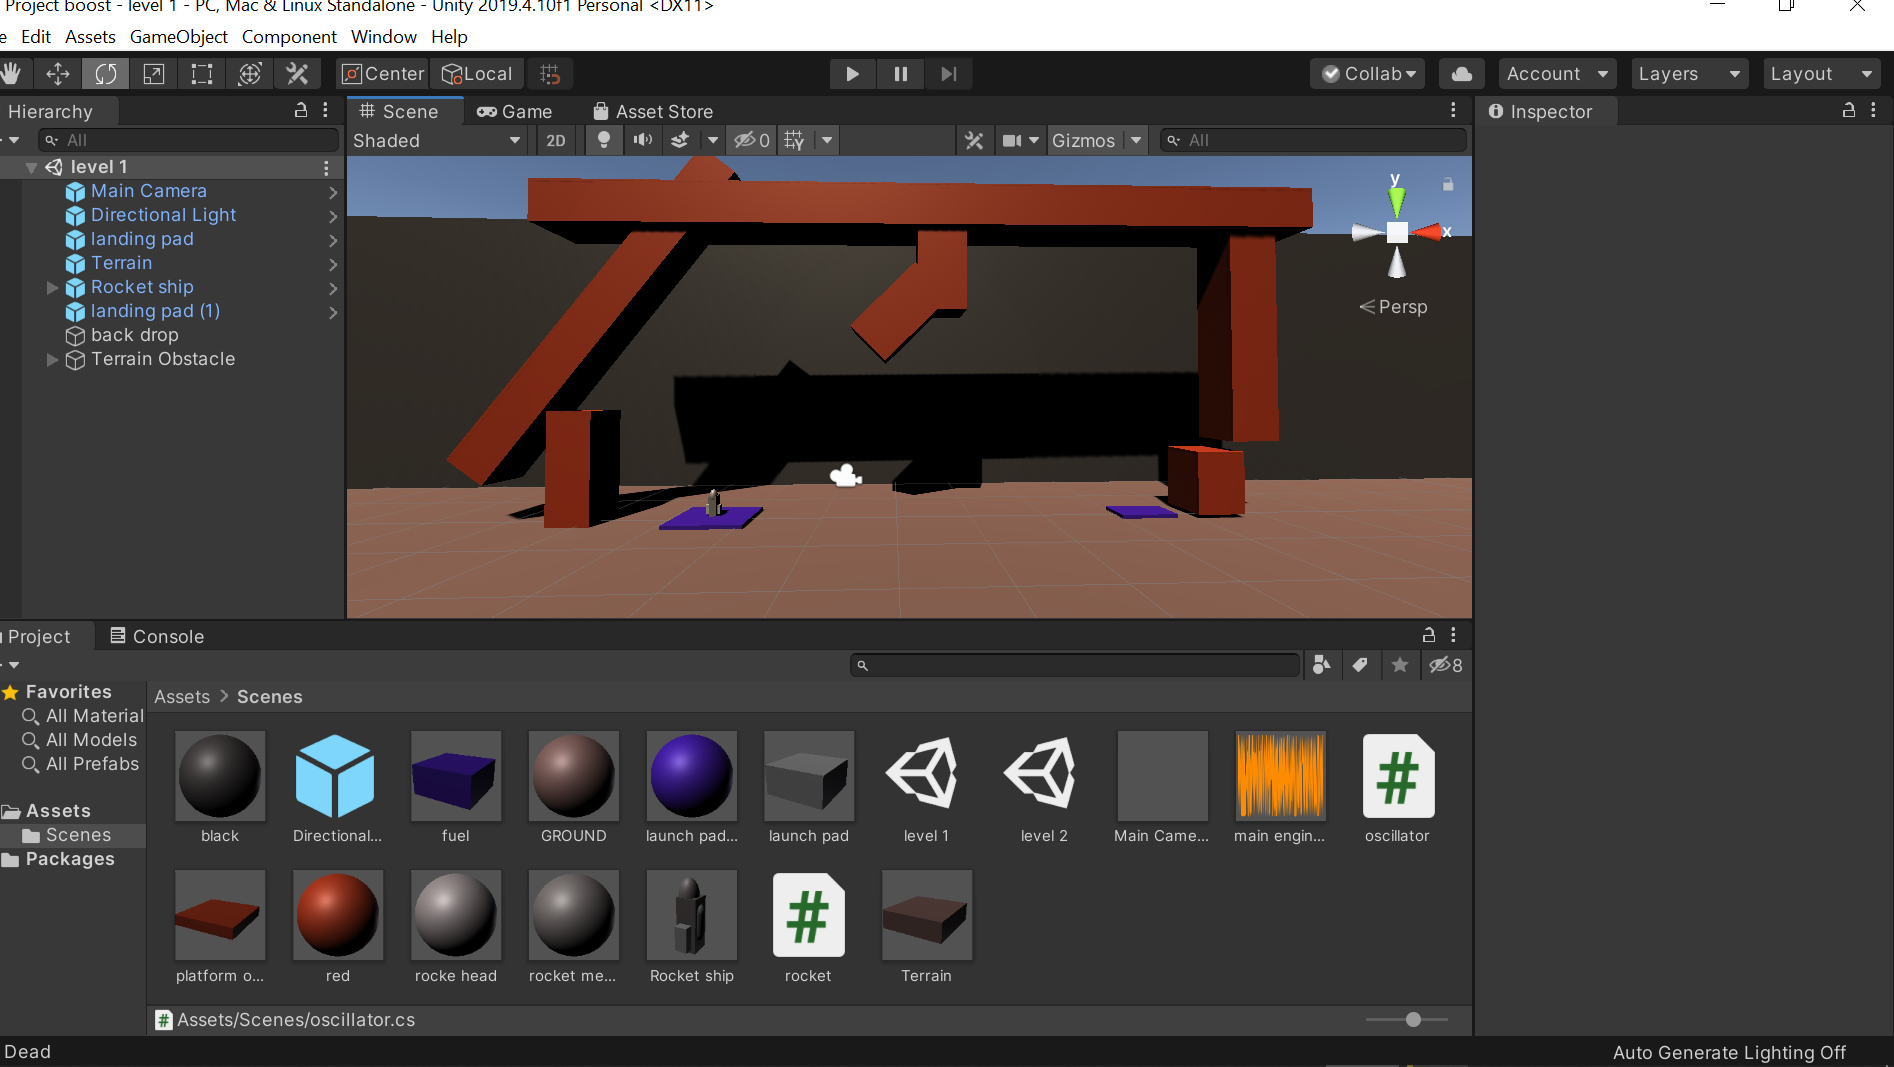 Project boost - level 1 - PC, Mac & Linux Standalone - Unity 2019.4.10f1 Personal <DX11>
e Edit Assets GameObject Component Window Help
Center Local Collab Account Layers Layout
Hierarchy
All
level 1
Main Camera
Directional Light
landing pad
Terrain
Rocket ship
landing pad (1)
back drop
Terrain Obstacle
Scene Game Asset Store
Shaded 2D 0 Gizmos All
y
x
Persp
Inspector
Project Console
8
Favorites
All Material
All Models
All Prefabs
Assets
Scenes
Packages
Assets > Scenes
black Directional... fuel GROUND launch pad... launch pad level 1 level 2 Main Came... main engin... oscillator
platform o... red rocke head rocket me... Rocket ship rocket Terrain
Assets/Scenes/oscillator.cs
Dead
Auto Generate Lighting Off